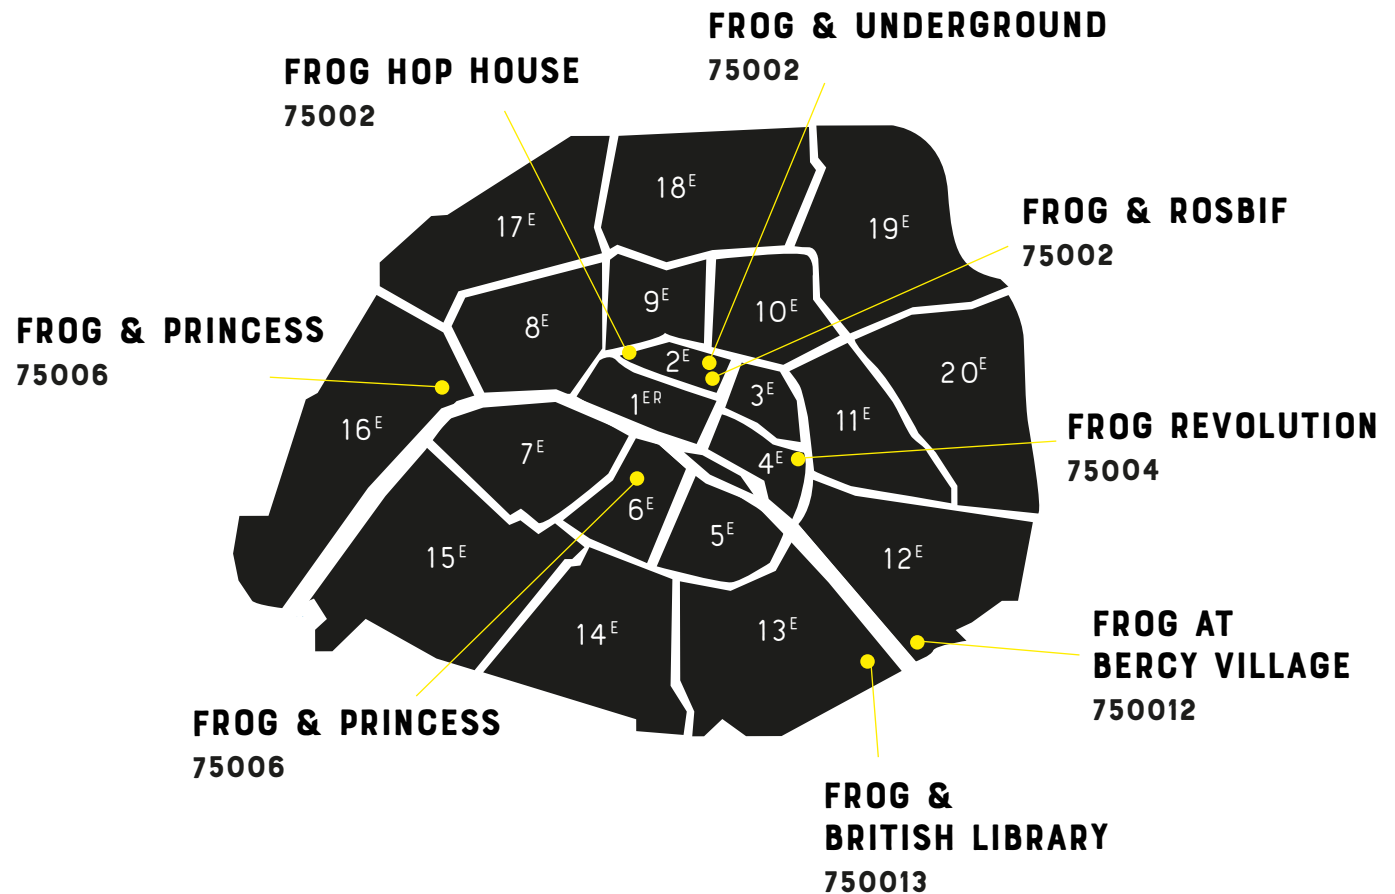 FROG & UNDERGROUND
75002
FROG HOP HOUSE
75002
18E
17E
19E
FROG & ROSBIF
75002
9E
10E
8E
FROG & PRINCESS
75006
2E
20E
3E
1ER
11E
16E
FROG REVOLUTION
75004
7E
4E
6E
5E
15E
12E
14E
13E
FROG AT
BERCY VILLAGE
750012
FROG & PRINCESS
75006
FROG &
BRITISH LIBRARY
750013